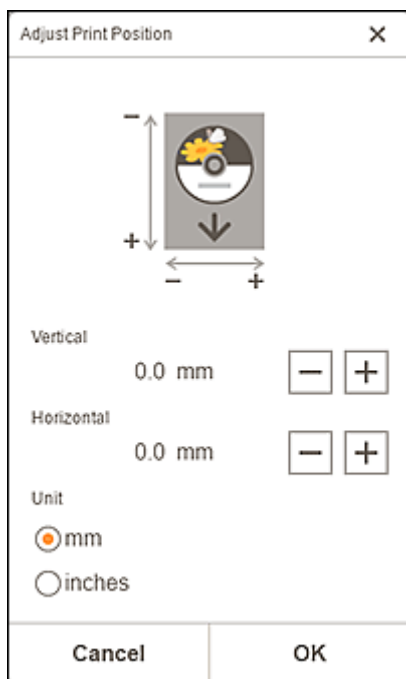 Adjust Print Position
−
+
− +
Vertical
0.0 mm
− +
Horizontal
0.0 mm
− +
Unit
mm
inches
Cancel
OK